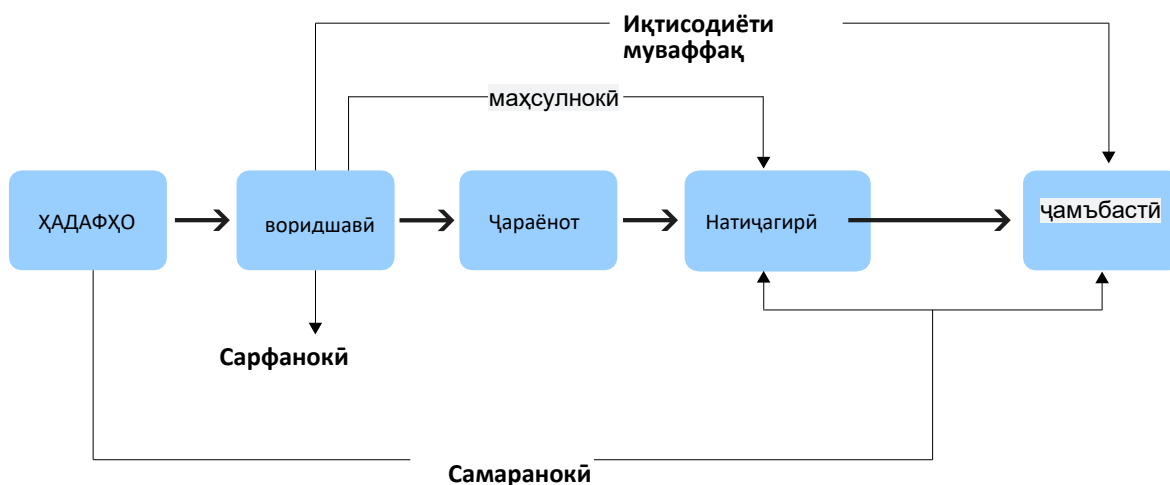 Иқтисодиёти
муваффақ
маҳсулнокӣ
ҲАДАФҲО
воридшавӣ
Ҷараёнот
Натиҷагирӣ
ҷамъбастӣ
Сарфанокӣ
Самаранокӣ